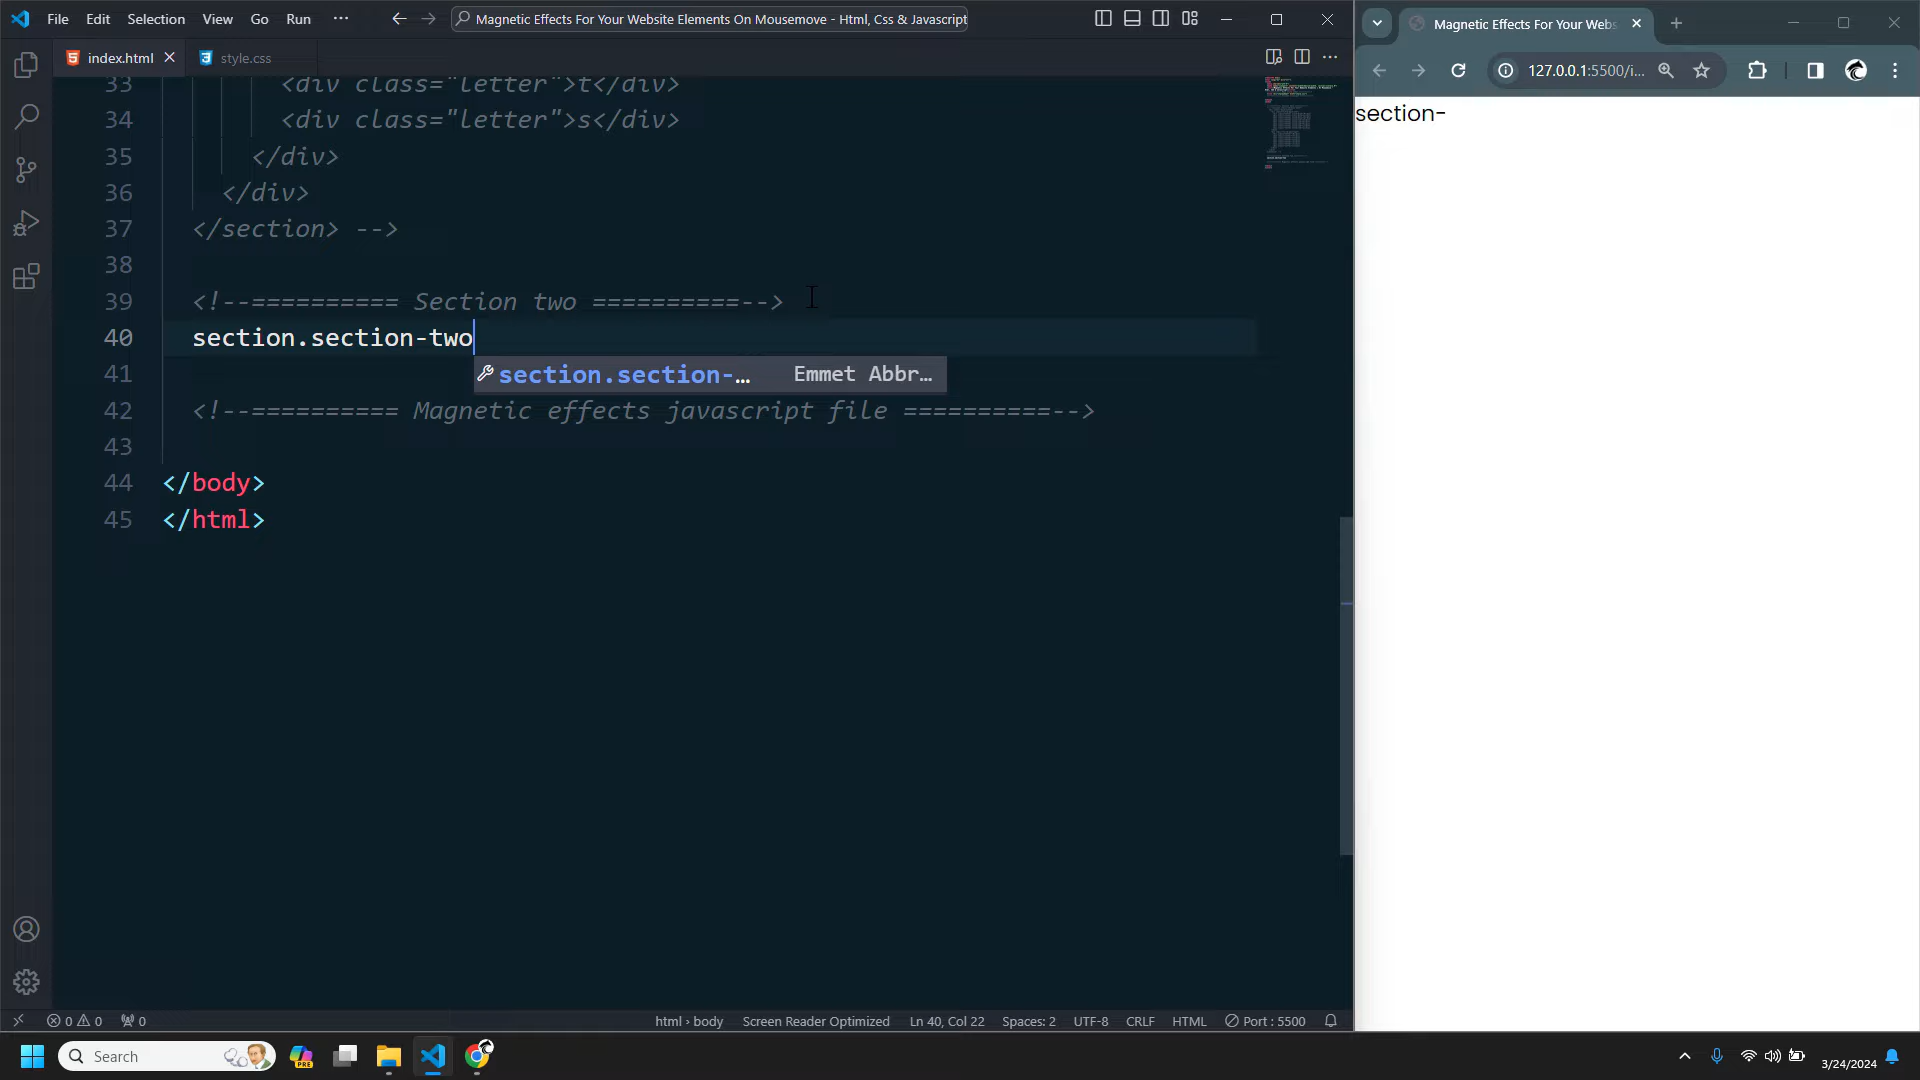 File Edit Selection View Go Run ··· Magnetic Effects For Your Website Elements On Mousemove - Html, Css & Javascript
Magnetic Effects For Your Webs
index.html style.css
127.0.0.1:5500/i...
section-
33 <div class="letter">t</div>
34 <div class="letter">s</div>
35 </div>
36 </div>
37 </section> -->
38
39 <!--========== Section two ==========-->
40 section.section-two
section.section-… Emmet Abbr…
41
42 <!--========== Magnetic effects javascript file ==========-->
43
44 </body>
45 </html>
0 0 0 html › body Screen Reader Optimized Ln 40, Col 22 Spaces: 2 UTF-8 CRLF HTML Port : 5500
Search
PRE
3/24/2024